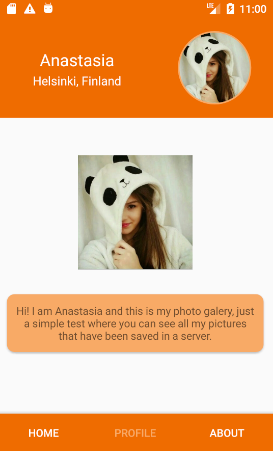 LTE 11:00
Anastasia
Helsinki, Finland
Hi! I am Anastasia and this is my photo galery, just
a simple test where you can see all my pictures
that have been saved in a server.
HOME PROFILE ABOUT